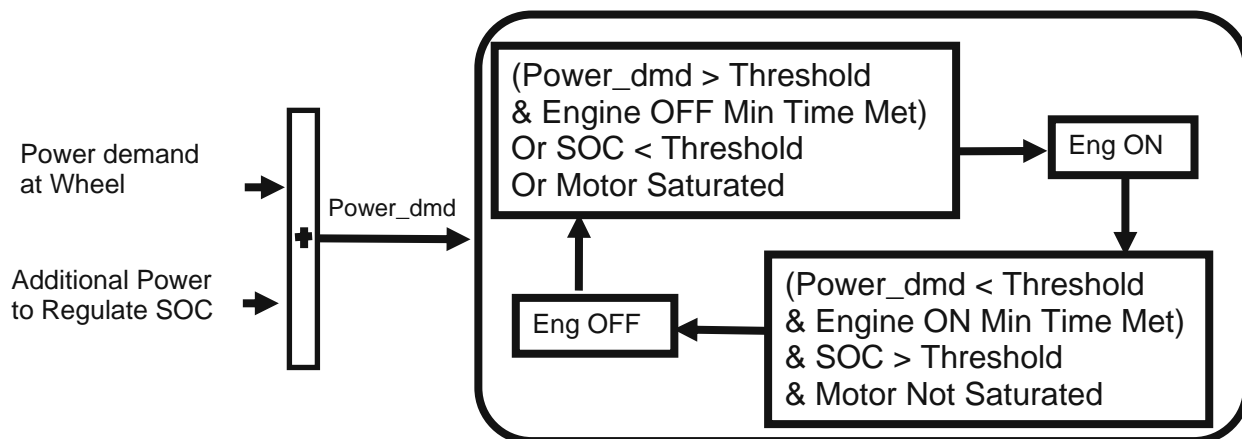 Power demand
at Wheel
Additional Power
to Regulate SOC
+
Power_dmd
(Power_dmd > Threshold
& Engine OFF Min Time Met)
Or SOC < Threshold
Or Motor Saturated
Eng ON
(Power_dmd < Threshold
& Engine ON Min Time Met)
& SOC > Threshold
& Motor Not Saturated
Eng OFF